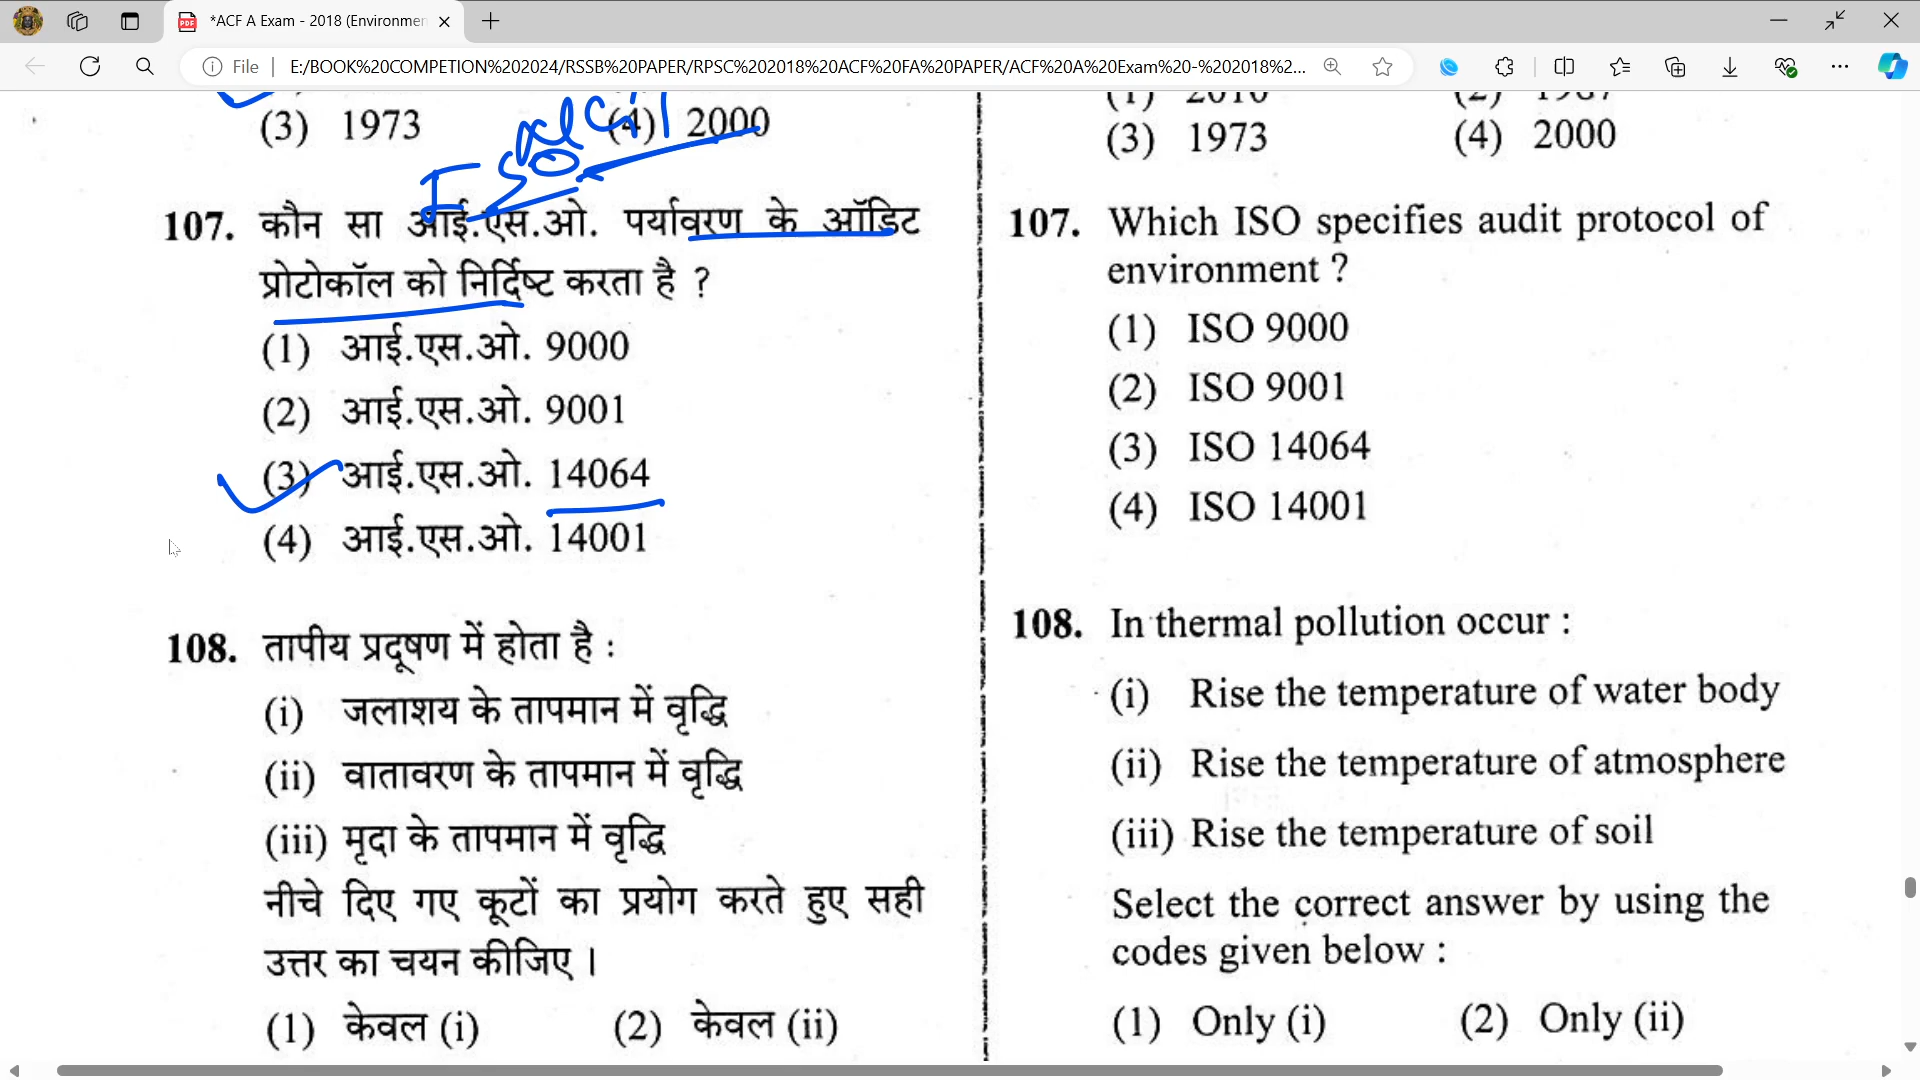 *ACF A Exam - 2018 (Environmen
File
E:/BOOK%20COMPETION%202024/RSSB%20PAPER/RPSC%202018%20ACF%20FA%20PAPER/ACF%20A%20Exam%20-%202018%2...
(3) 1973 (4) 2000
I S O
107. कौन सा आई.एस.ओ. पर्यावरण के ऑडिट
प्रोटोकॉल को निर्दिष्ट करता है ?
(1) आई.एस.ओ. 9000
(2) आई.एस.ओ. 9001
(3) आई.एस.ओ. 14064
(4) आई.एस.ओ. 14001
108. तापीय प्रदूषण में होता है :
(i) जलाशय के तापमान में वृद्धि
(ii) वातावरण के तापमान में वृद्धि
(iii) मृदा के तापमान में वृद्धि
नीचे दिए गए कूटों का प्रयोग करते हुए सही
उत्तर का चयन कीजिए ।
(1) केवल (i) (2) केवल (ii)
(1) 2010 (2) 1987
(3) 1973 (4) 2000
107. Which ISO specifies audit protocol of
environment ?
(1) ISO 9000
(2) ISO 9001
(3) ISO 14064
(4) ISO 14001
108. In thermal pollution occur :
(i) Rise the temperature of water body
(ii) Rise the temperature of atmosphere
(iii) Rise the temperature of soil
Select the correct answer by using the
codes given below :
(1) Only (i) (2) Only (ii)